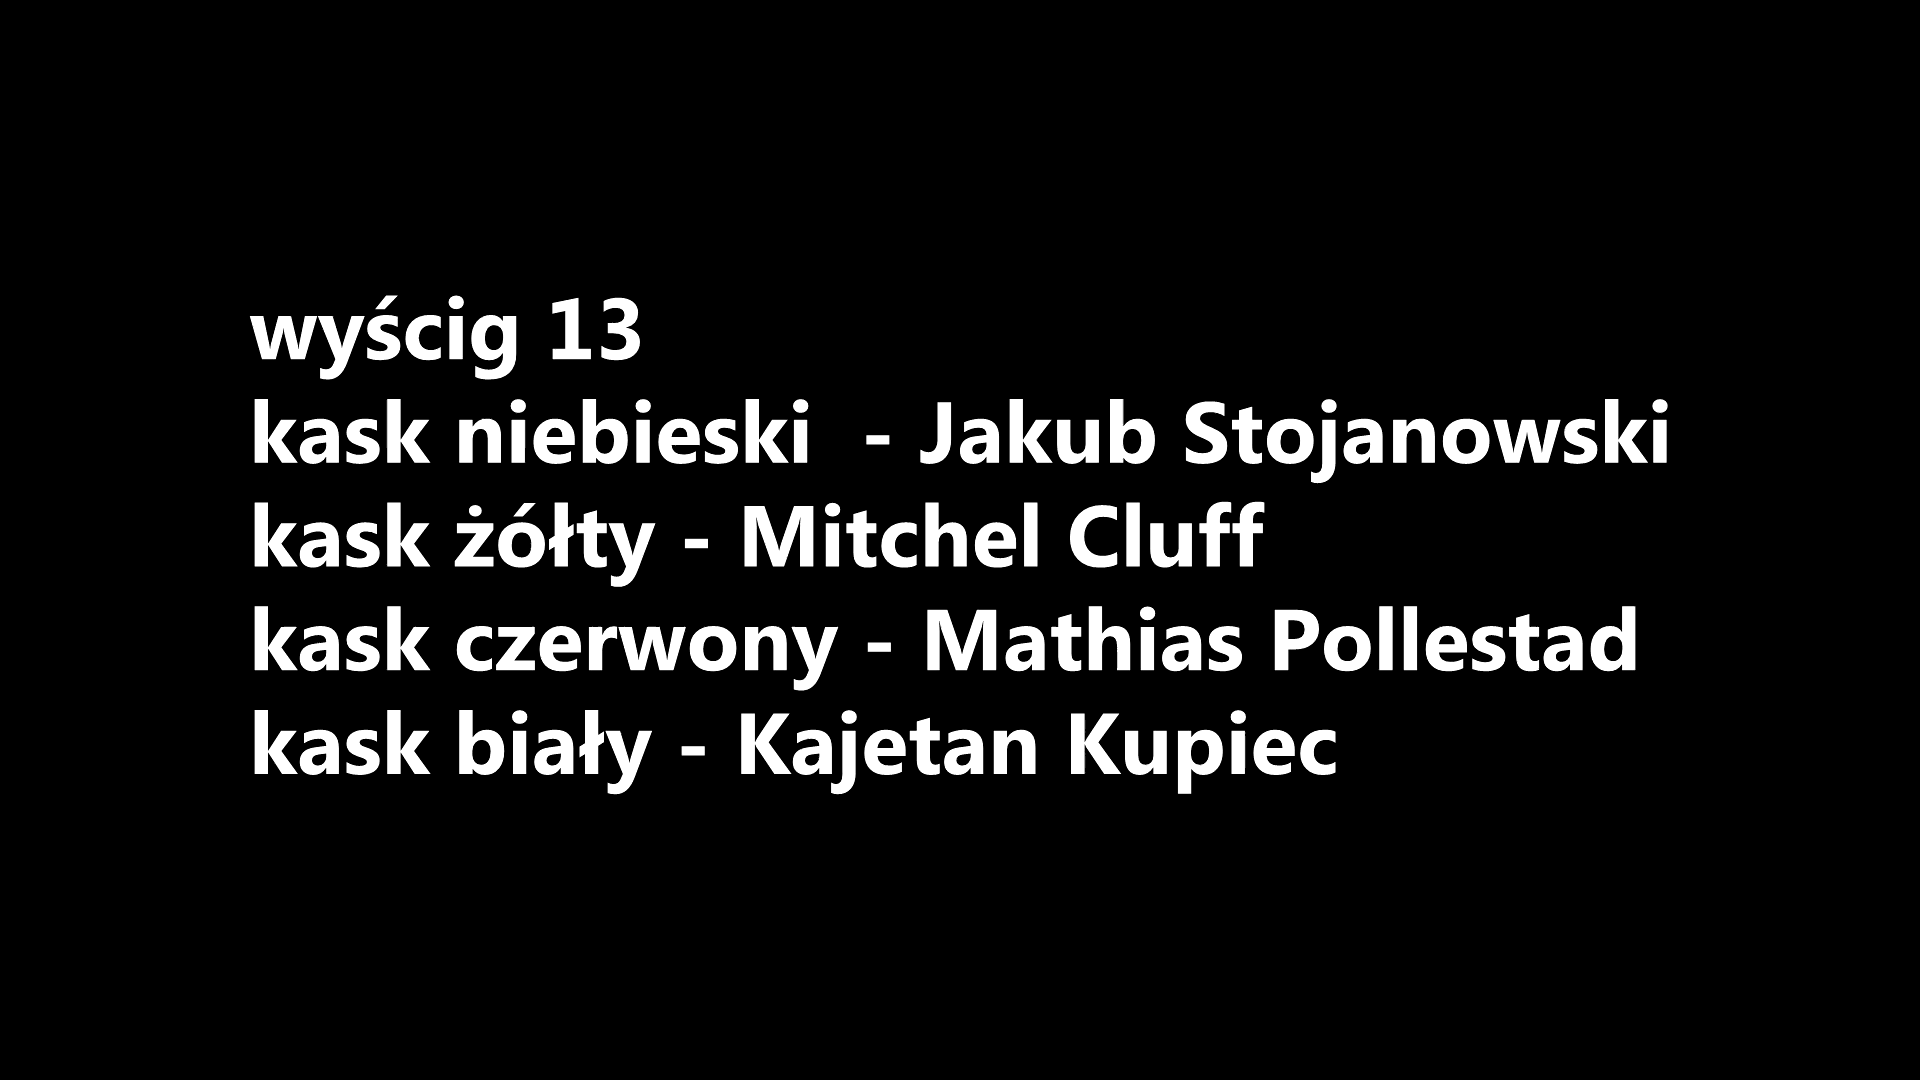 wyścig 13
kask niebieski  - Jakub Stojanowski
kask żółty - Mitchel Cluff
kask czerwony - Mathias Pollestad
kask biały - Kajetan Kupiec